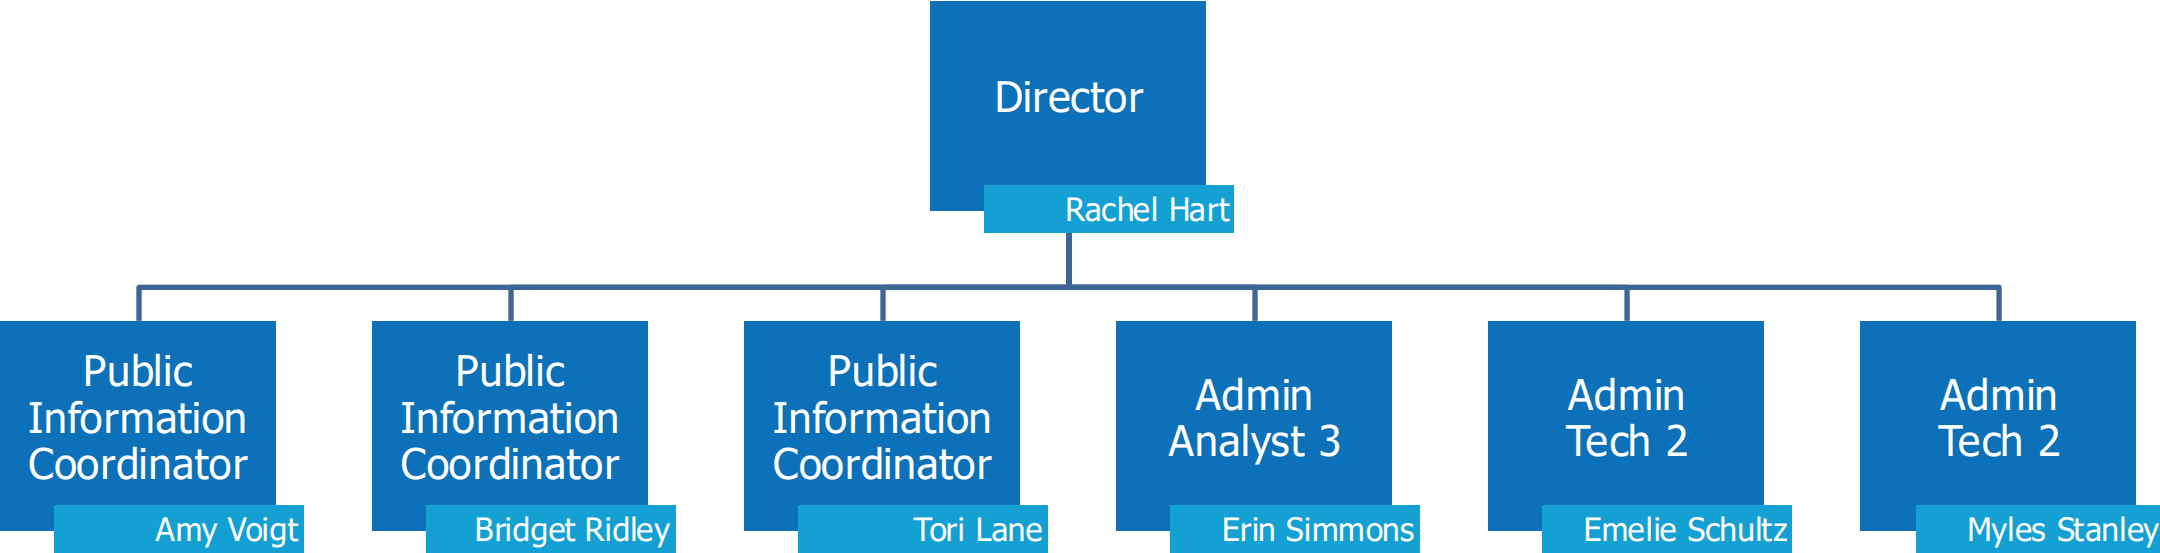 Director
Rachel Hart
Public
Information
Coordinator
Amy Voigt
Public
Information
Coordinator
Bridget Ridley
Public
Information
Coordinator
Tori Lane
Admin
Analyst 3
Erin Simmons
Admin
Tech 2
Emelie Schultz
Admin
Tech 2
Myles Stanley